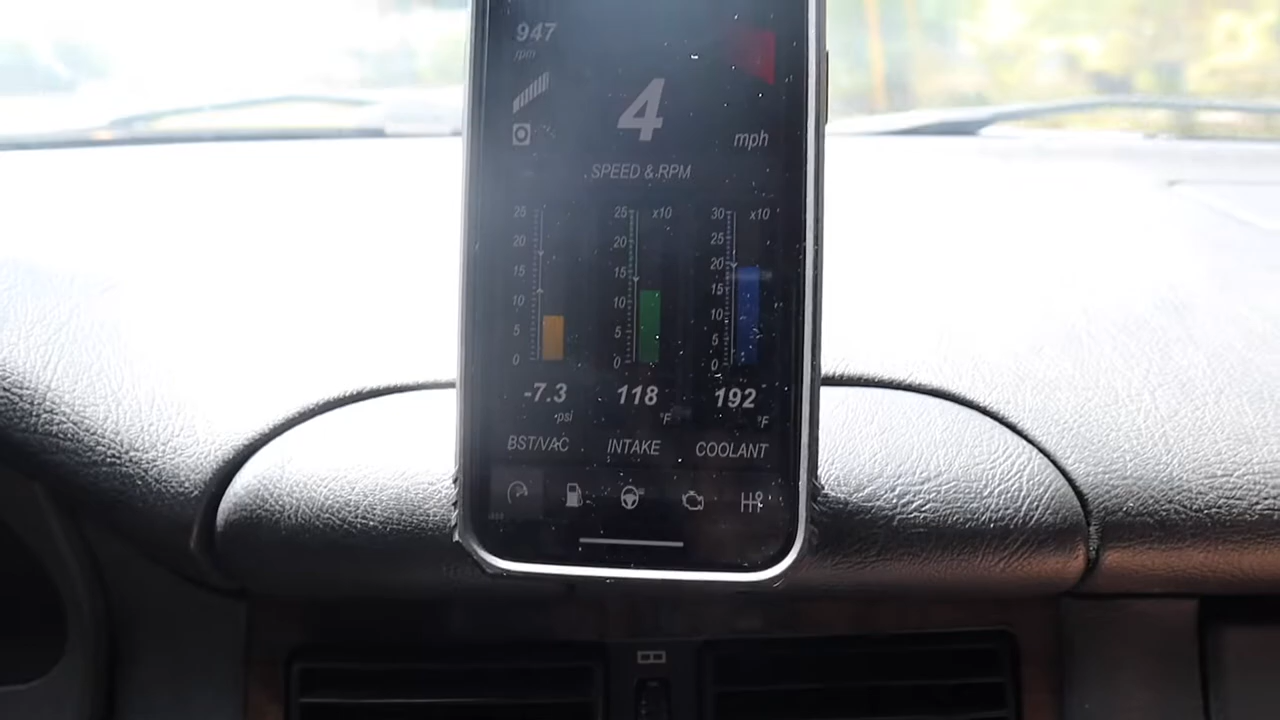 947
rpm
4
mph
SPEED & RPM
25 25 x10 30 x10
20 20 25
15 15 20
10 10 15
5 5 10
0 0 5
0
-7.3 118 192
psi °F °F
BST/VAC INTAKE COOLANT